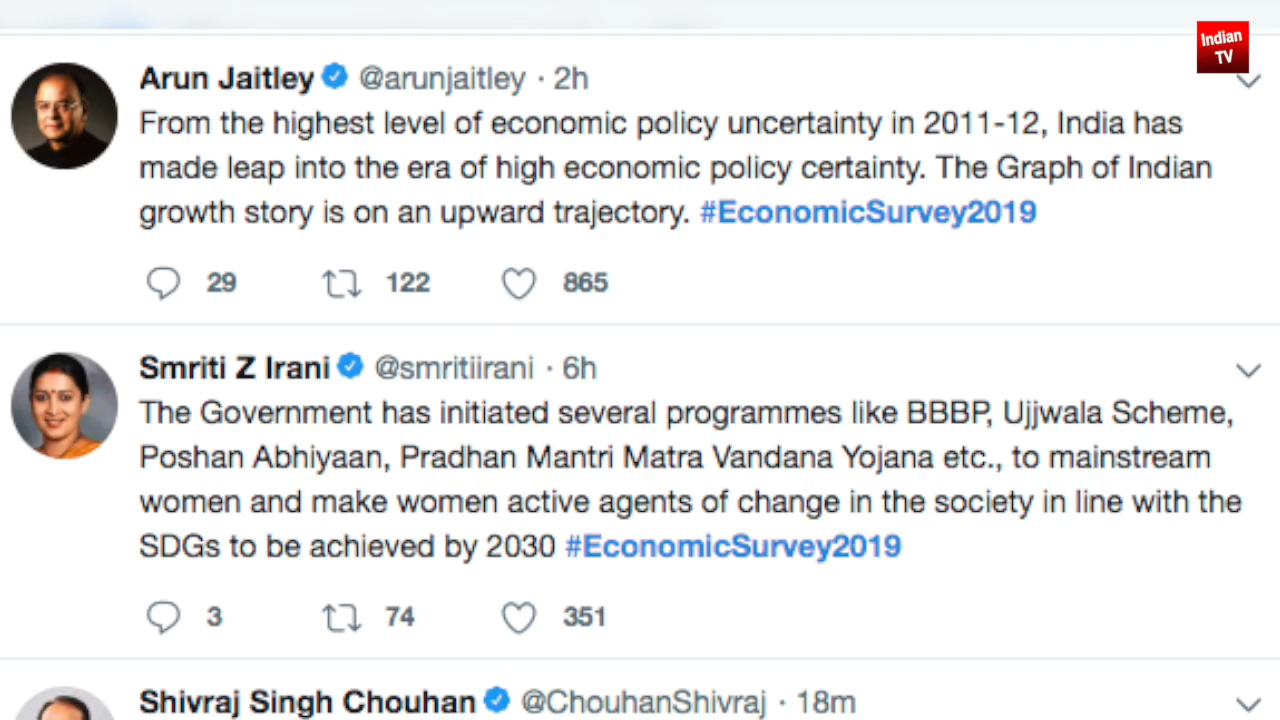 Indian
TV
Arun Jaitley @arunjaitley · 2h
From the highest level of economic policy uncertainty in 2011-12, India has
made leap into the era of high economic policy certainty. The Graph of Indian
growth story is on an upward trajectory. #EconomicSurvey2019
29 122 865
Smriti Z Irani @smritiirani · 6h
The Government has initiated several programmes like BBBP, Ujjwala Scheme,
Poshan Abhiyaan, Pradhan Mantri Matra Vandana Yojana etc., to mainstream
women and make women active agents of change in the society in line with the
SDGs to be achieved by 2030 #EconomicSurvey2019
3 74 351
Shivraj Singh Chouhan @ChouhanShivraj · 18m